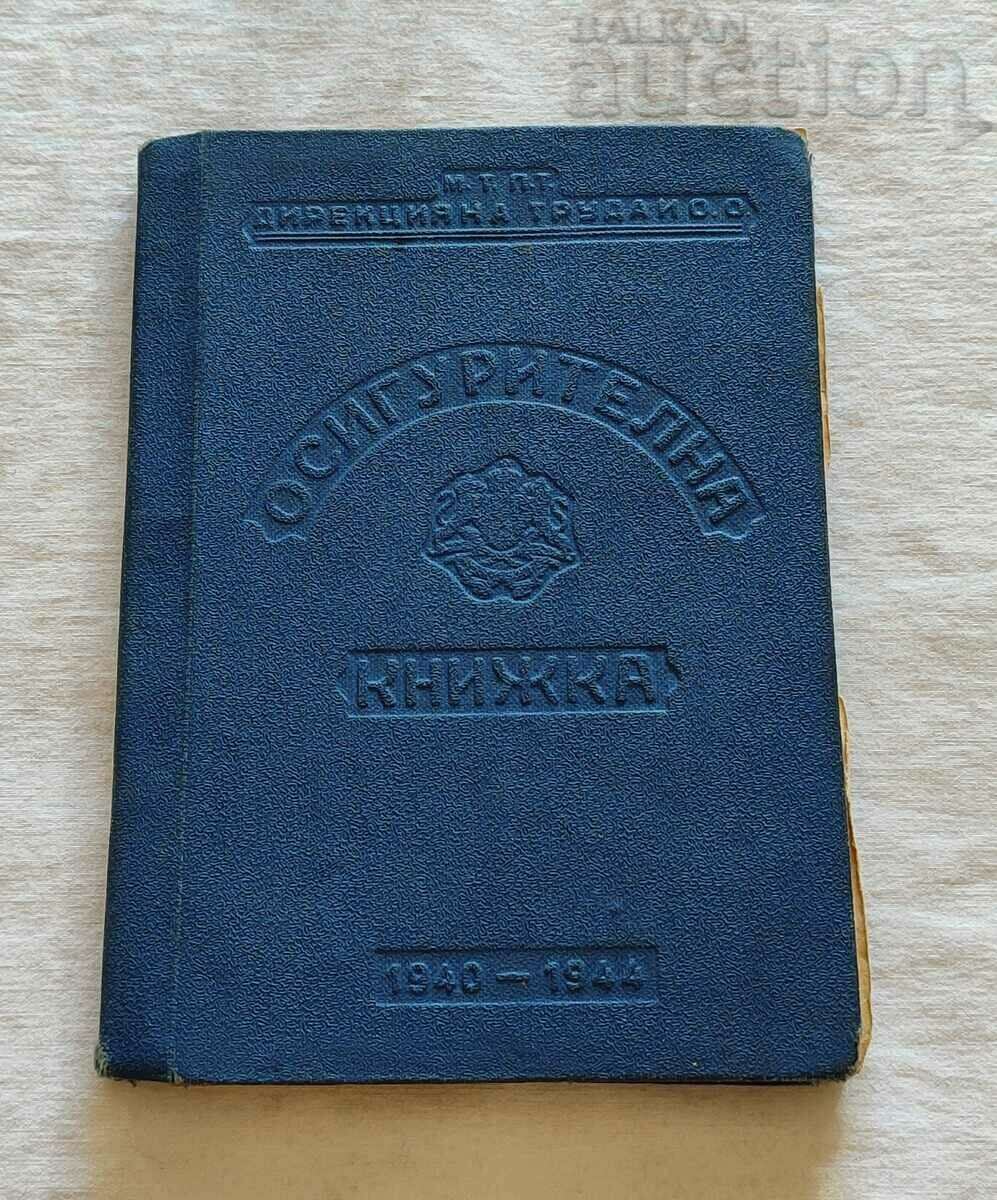 BALKAN
auction
М.Т.П.Т.
ДИРЕКЦИЯ НА ТРУДА И О.О.
ОСИГУРИТЕЛНА
КНИЖКА
1940 – 1944